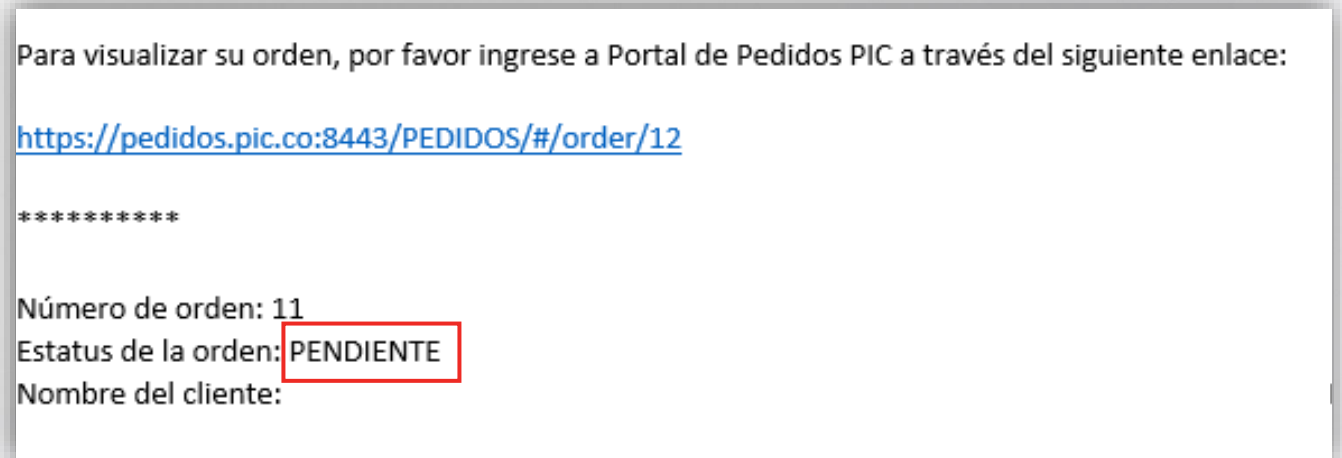 Para visualizar su orden, por favor ingrese a Portal de Pedidos PIC a través del siguiente enlace:
https://pedidos.pic.co:8443/PEDIDOS/#/order/12
**********
Número de orden: 11
Estatus de la orden: PENDIENTE
Nombre del cliente: